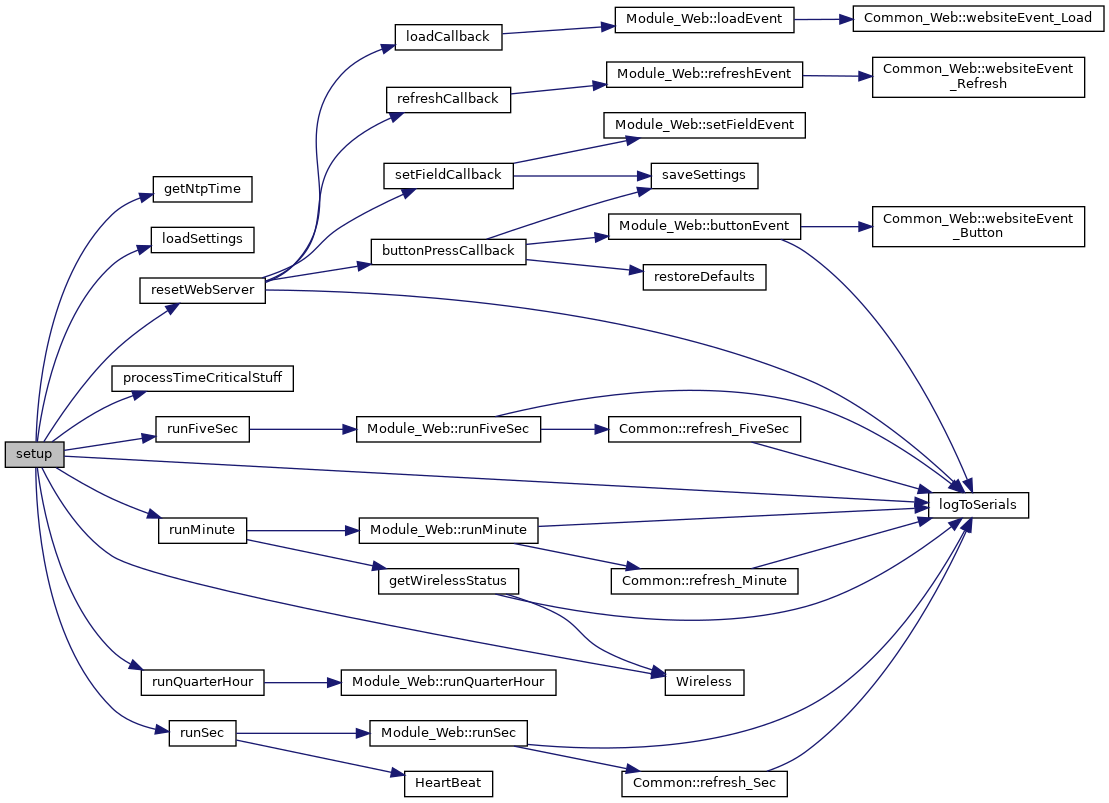 loadCallback
Module_Web::loadEvent
Common_Web::websiteEvent_Load
refreshCallback
Module_Web::refreshEvent
Common_Web::websiteEvent
_Refresh
Module_Web::setFieldEvent
getNtpTime
setFieldCallback
saveSettings
loadSettings
buttonPressCallback
Module_Web::buttonEvent
Common_Web::websiteEvent
_Button
resetWebServer
restoreDefaults
processTimeCriticalStuff
runFiveSec
Module_Web::runFiveSec
Common::refresh_FiveSec
setup
logToSerials
runMinute
Module_Web::runMinute
getWirelessStatus
Common::refresh_Minute
runQuarterHour
Module_Web::runQuarterHour
Wireless
runSec
Module_Web::runSec
HeartBeat
Common::refresh_Sec